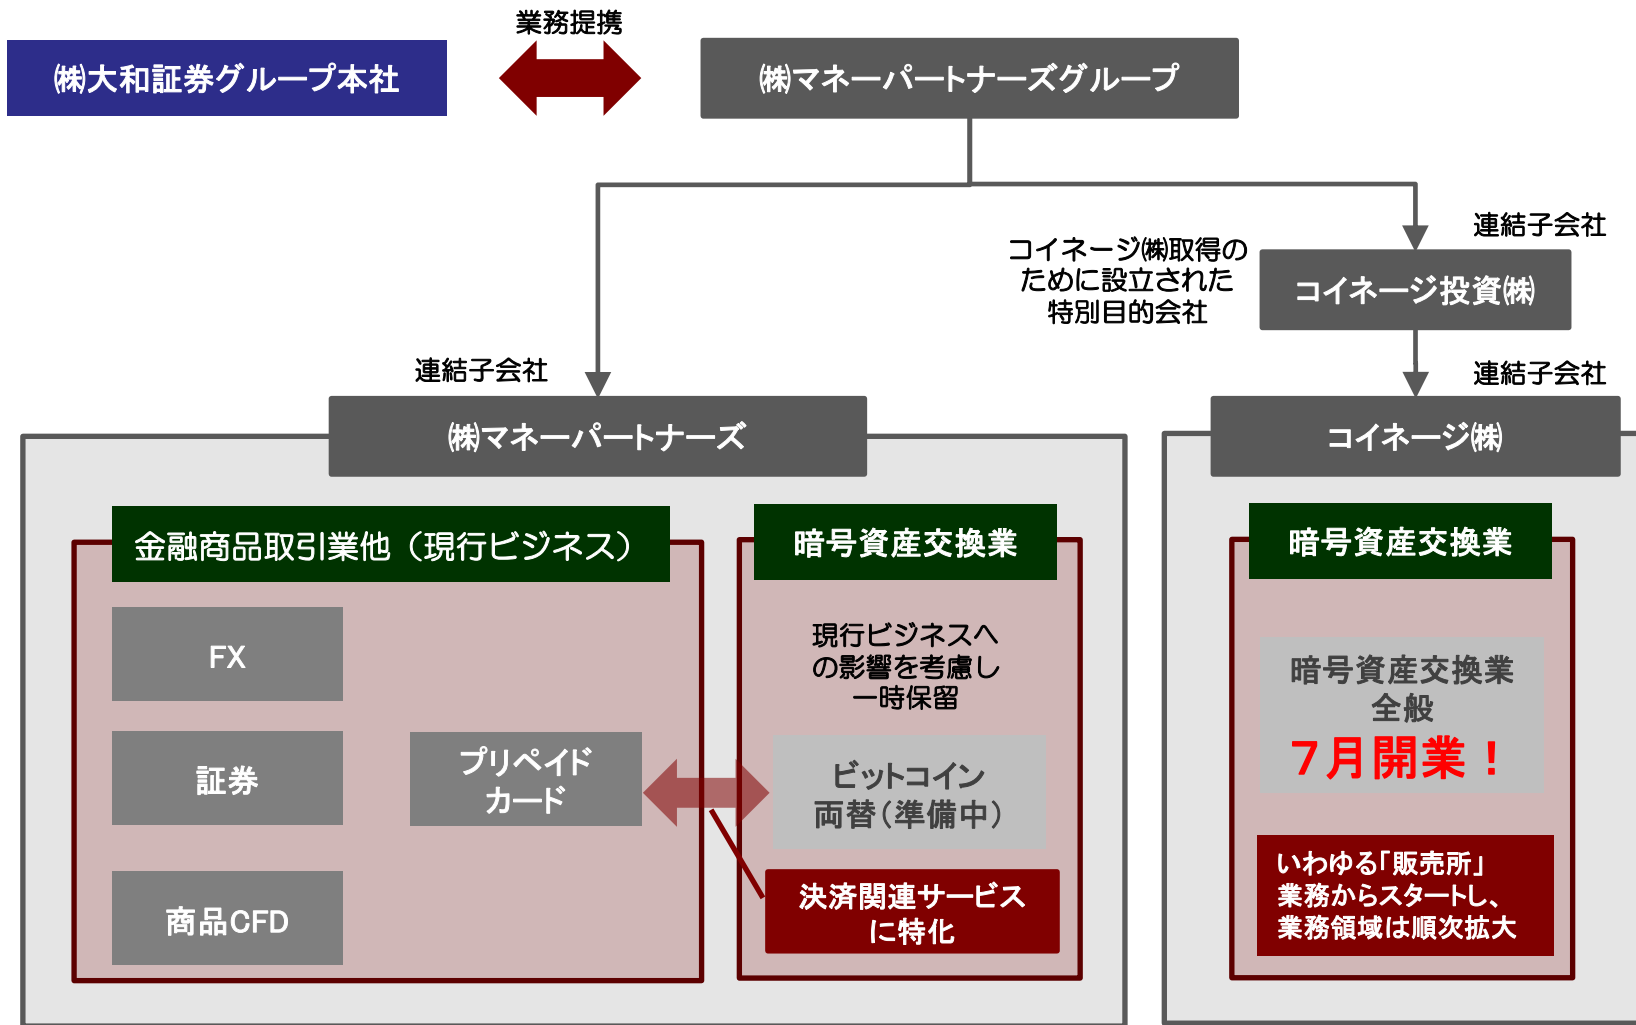 業務提携
㈱大和証券グループ本社
㈱マネーパートナーズグループ
連結子会社
コイネージ㈱取得の
ために設立された
特別目的会社
コイネージ投資㈱
連結子会社
連結子会社
㈱マネーパートナーズ
コイネージ㈱
金融商品取引業他（現行ビジネス）
FX
証券
商品CFD
プリペイド
カード
暗号資産交換業
現行ビジネスへ
の影響を考慮し
一時保留
ビットコイン
両替（準備中）
決済関連サービス
に特化
暗号資産交換業
暗号資産交換業
全般
7月開業！
いわゆる「販売所」
業務からスタートし、
業務領域は順次拡大